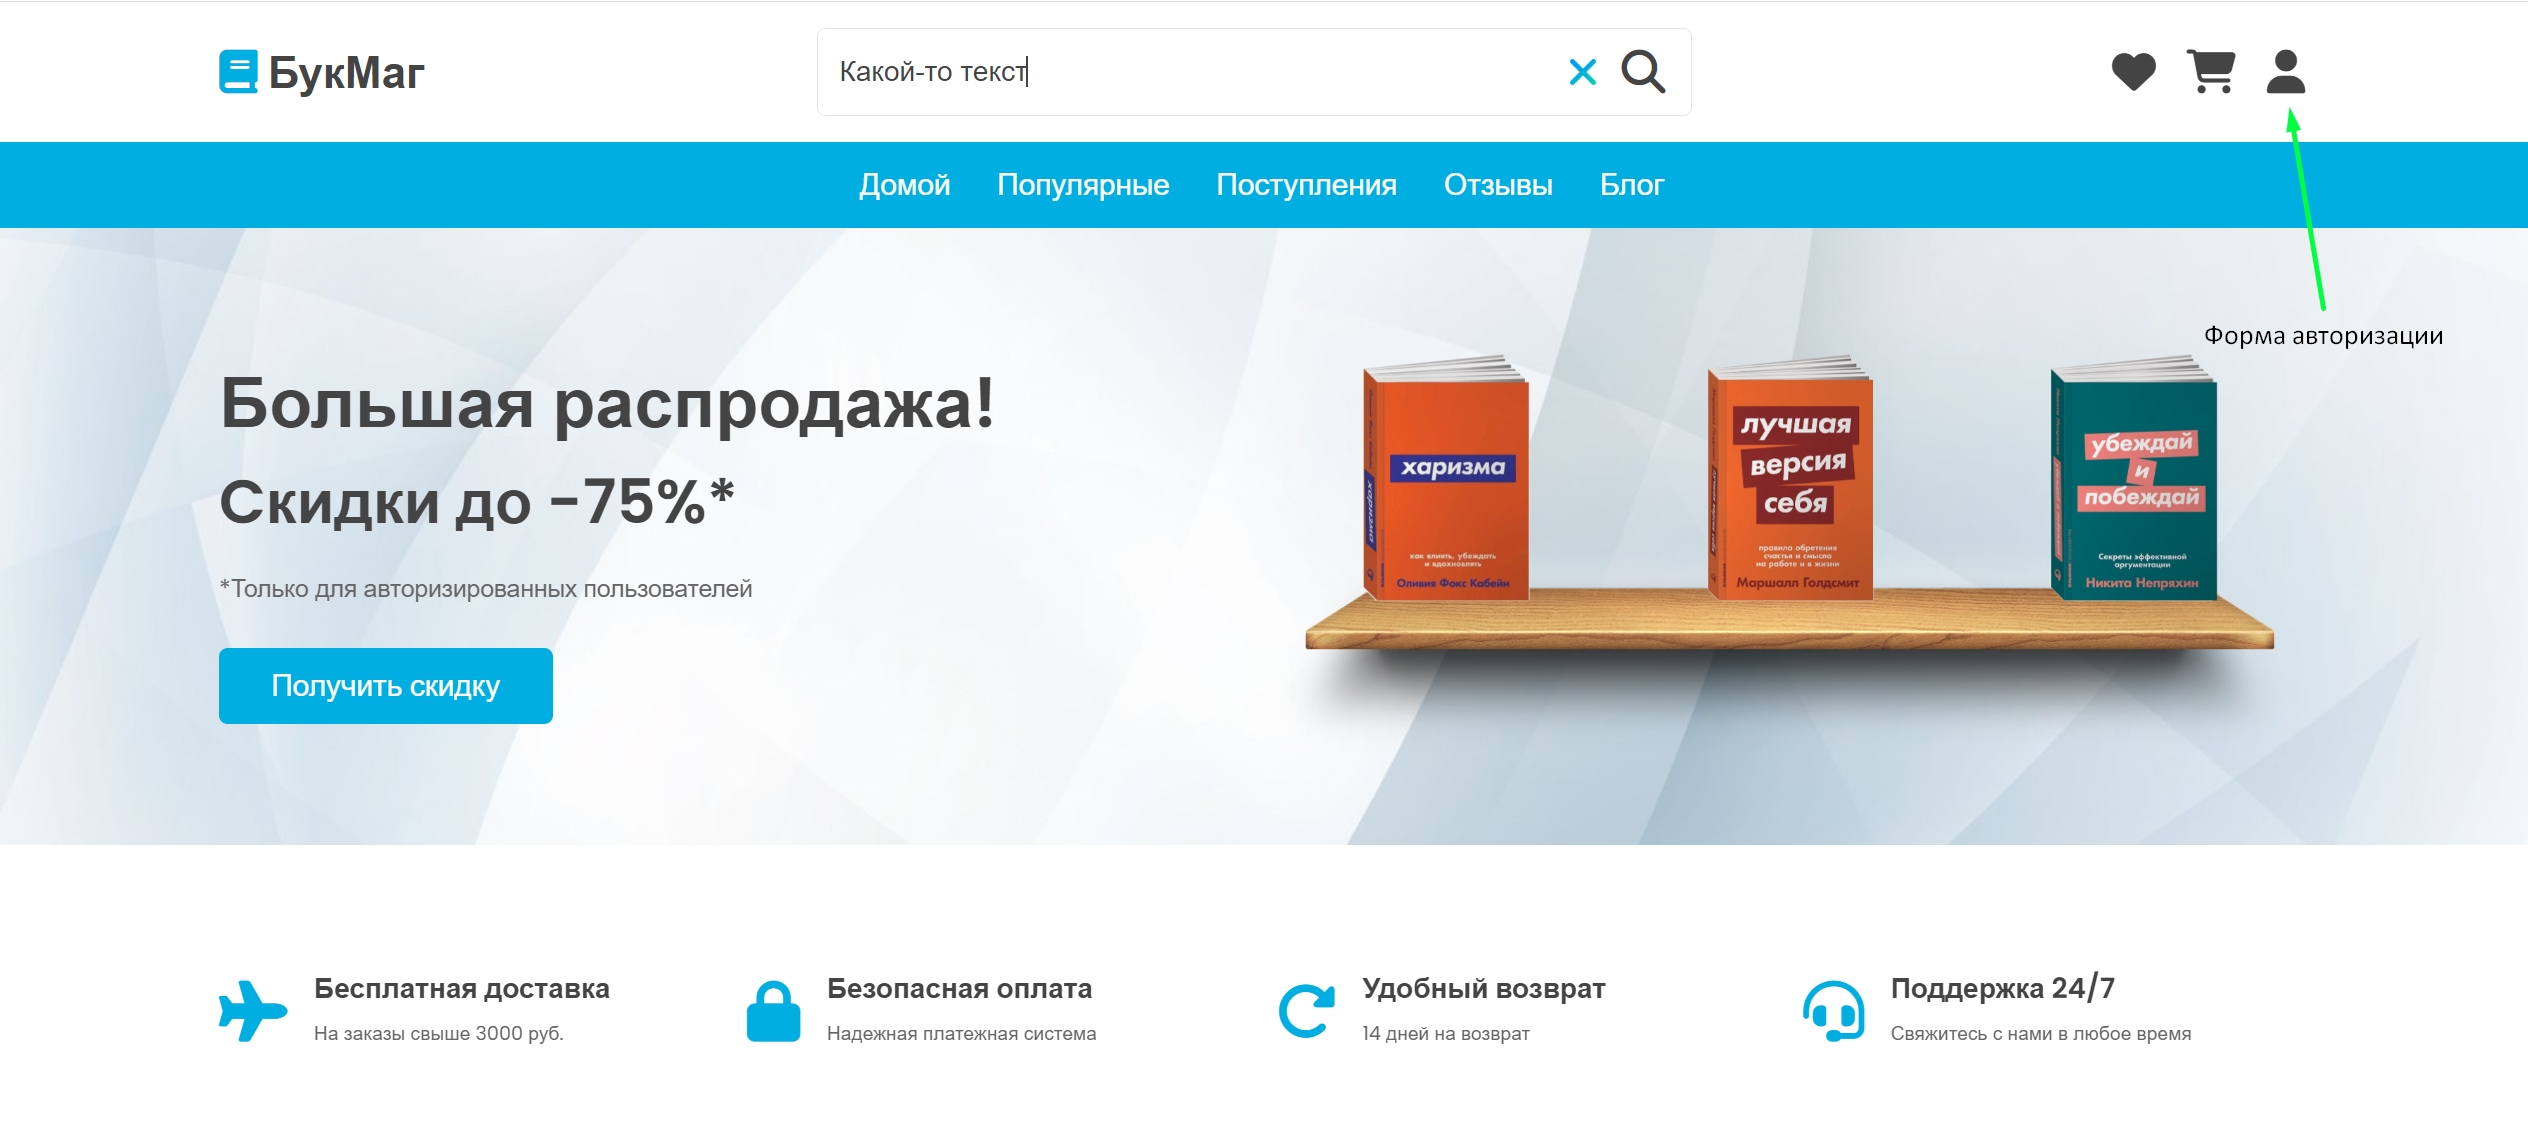 БукМаг
Какой-то текст
Домой Популярные Поступления Отзывы Блог
Форма авторизации
Большая распродажа!
Скидки до -75%*
*Только для авторизированных пользователей
Получить скидку
харизма
как влиять, убеждать
и вдохновлять
Оливия Фокс Кабейн
харизма
лучшая
версия
себя
правила обретения
счастья и смысла
на работе и в жизни
Маршалл Голдсмит
убеждай
и
побеждай
Секреты эффективной
аргументации
Никита Непряхин
Бесплатная доставка
На заказы свыше 3000 руб.
Безопасная оплата
Надежная платежная система
Удобный возврат
14 дней на возврат
Поддержка 24/7
Свяжитесь с нами в любое время